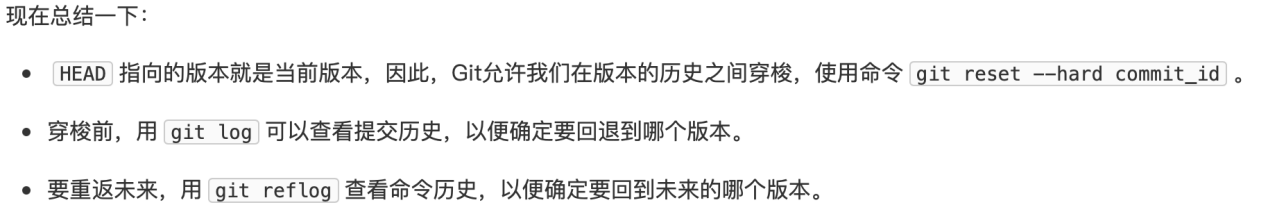 现在总结一下：
• HEAD 指向的版本就是当前版本，因此，Git允许我们在版本的历史之间穿梭，使用命令 git reset --hard commit_id 。
• 穿梭前，用 git log 可以查看提交历史，以便确定要回退到哪个版本。
• 要重返未来，用 git reflog 查看命令历史，以便确定要回到未来的哪个版本。